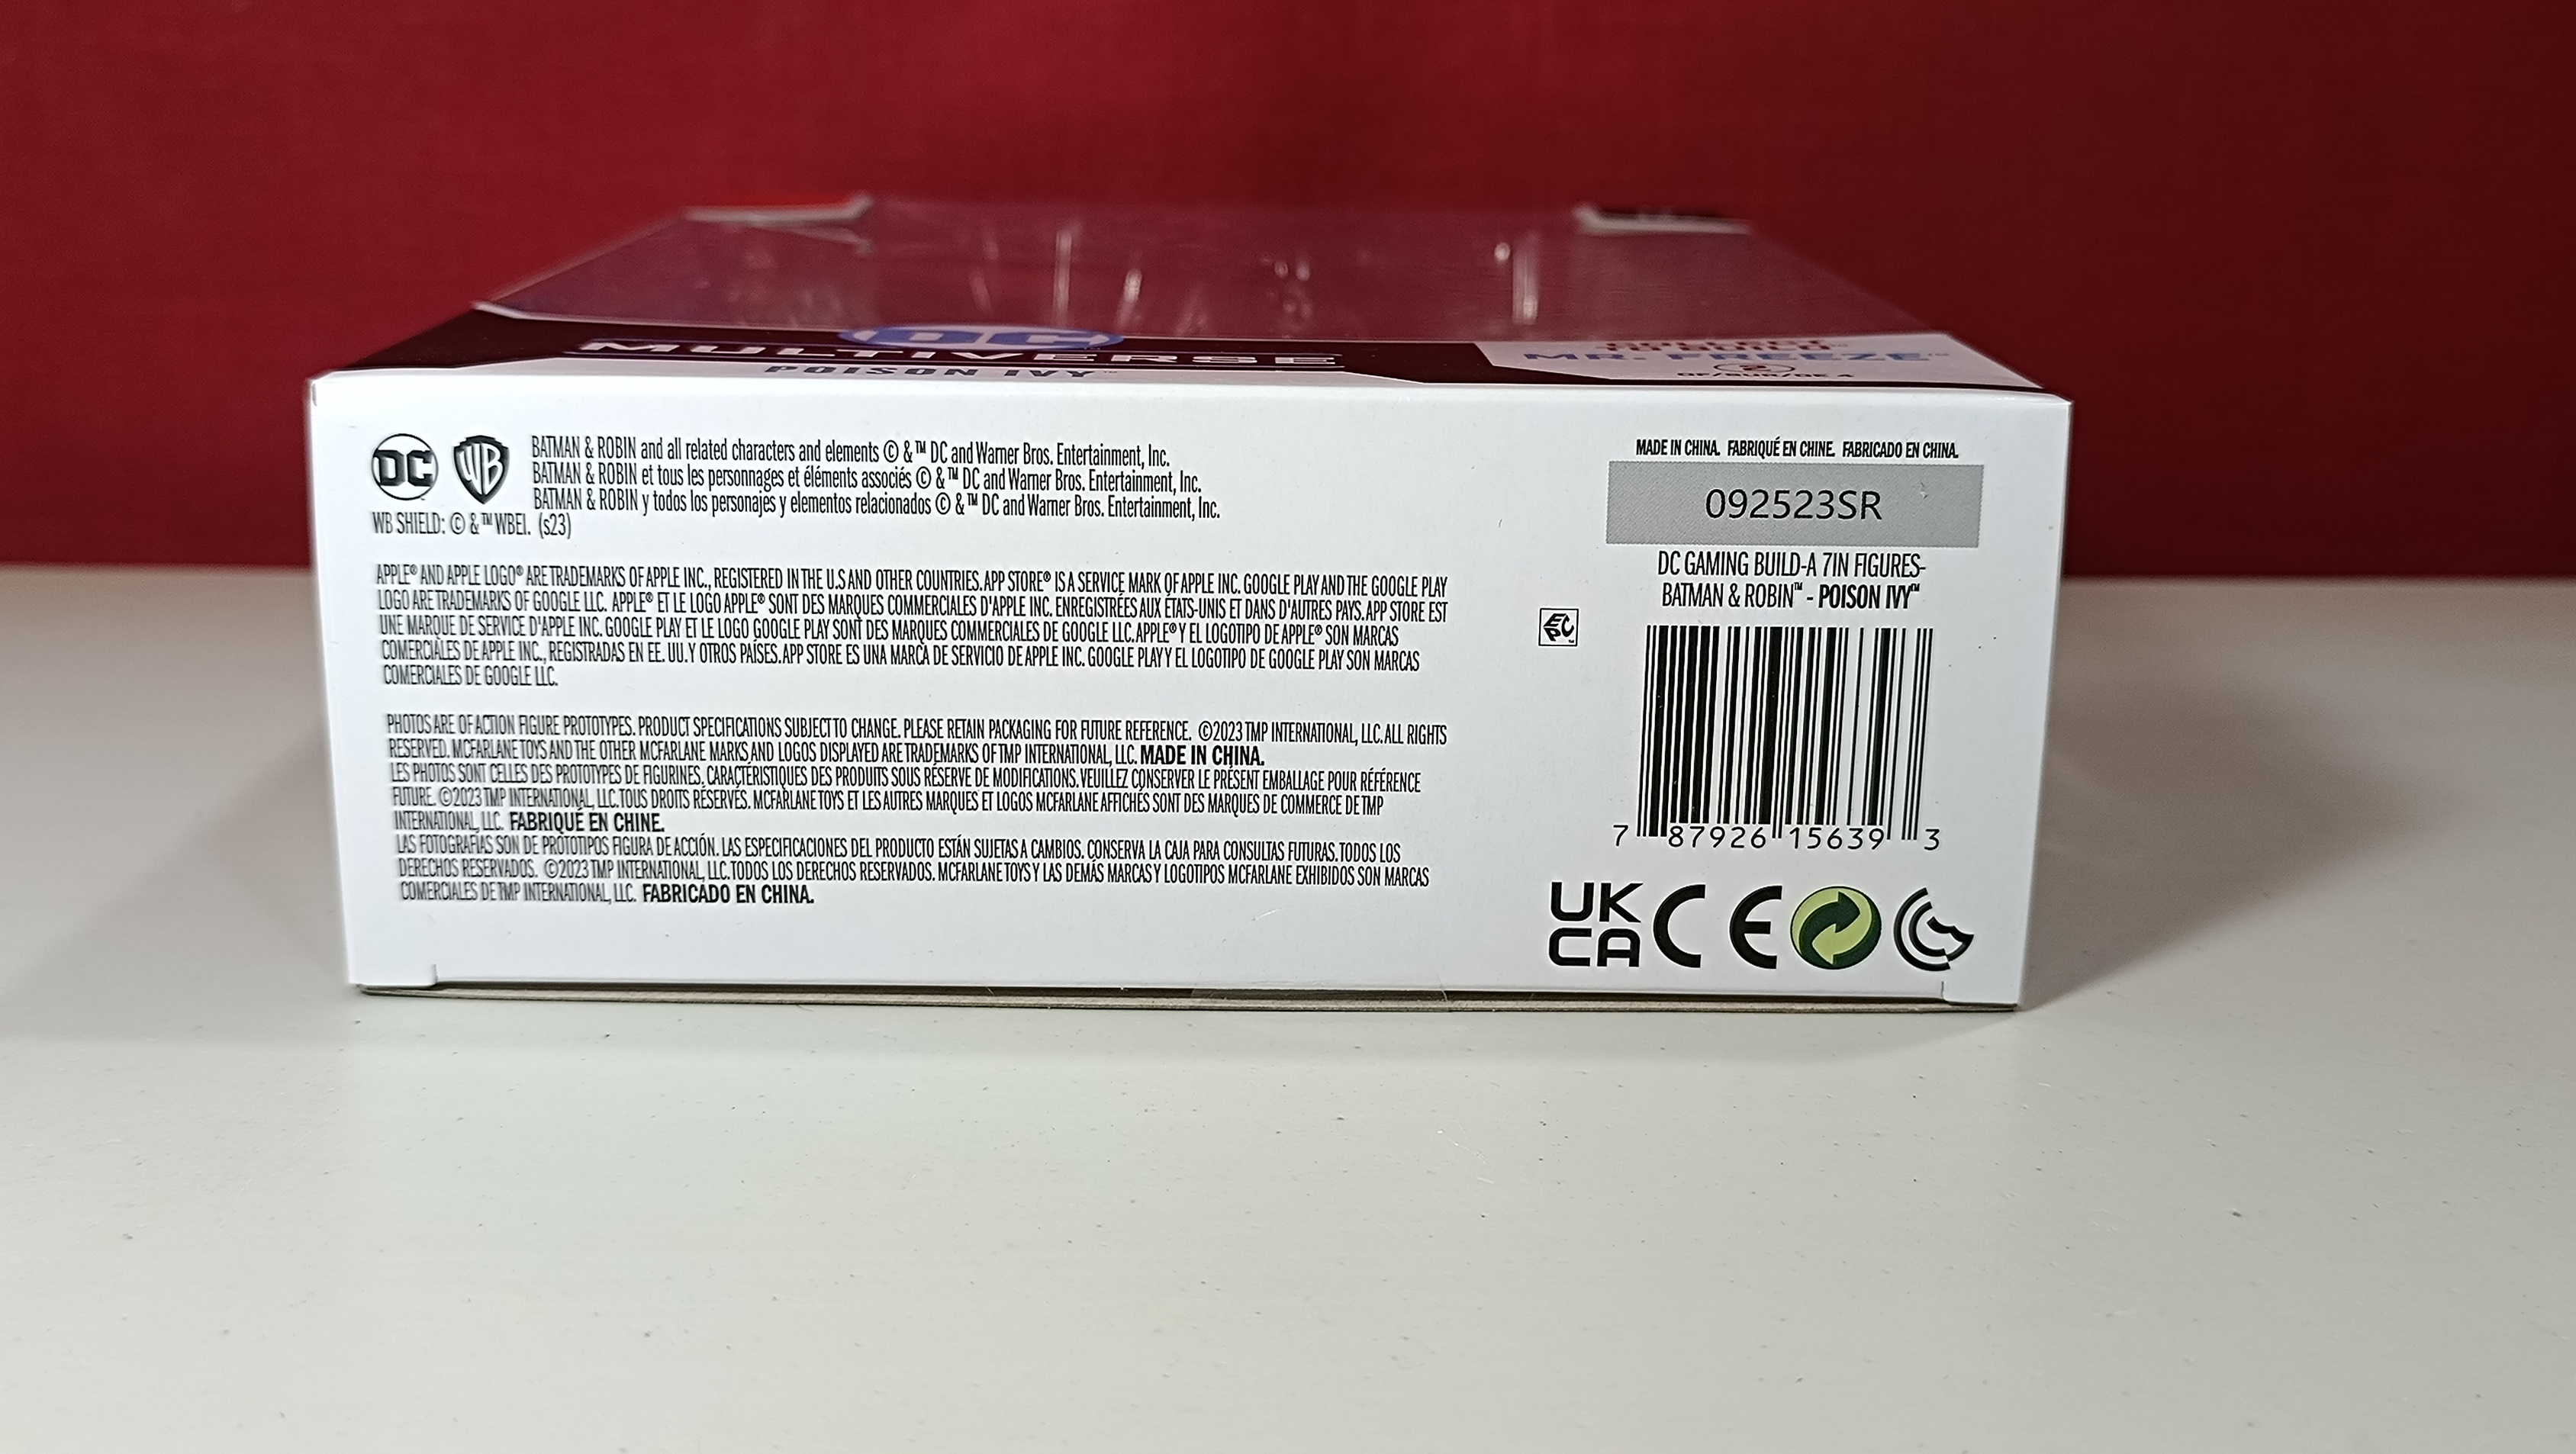 DC
MULTIVERSE
POISON IVY™
COLLECT
TO BUILD™
MR. FREEZE™
2
OF/SUR/DE 4
DC WB
BATMAN & ROBIN and all related characters and elements © & ™ DC and Warner Bros. Entertainment, Inc.
BATMAN & ROBIN et tous les personnages et éléments associés © & ™ DC and Warner Bros. Entertainment, Inc.
BATMAN & ROBIN y todos los personajes y elementos relacionados © & ™ DC and Warner Bros. Entertainment, Inc.
WB SHIELD: © & ™ WBEI. (s23)
APPLE® AND APPLE LOGO® ARE TRADEMARKS OF APPLE INC., REGISTERED IN THE U.S AND OTHER COUNTRIES. APP STORE® IS A SERVICE MARK OF APPLE INC. GOOGLE PLAY AND THE GOOGLE PLAY
LOGO ARE TRADEMARKS OF GOOGLE LLC. APPLE® ET LE LOGO APPLE® SONT DES MARQUES COMMERCIALES D'APPLE INC. ENREGISTRÉES AUX ÉTATS-UNIS ET DANS D'AUTRES PAYS. APP STORE EST
UNE MARQUE DE SERVICE D'APPLE INC. GOOGLE PLAY ET LE LOGO GOOGLE PLAY SONT DES MARQUES COMMERCIALES DE GOOGLE LLC. APPLE® Y EL LOGOTIPO DE APPLE® SON MARCAS
COMERCIALES DE APPLE INC., REGISTRADAS EN EE. UU. Y OTROS PAÍSES. APP STORE ES UNA MARCA DE SERVICIO DE APPLE INC. GOOGLE PLAY Y EL LOGOTIPO DE GOOGLE PLAY SON MARCAS
COMERCIALES DE GOOGLE LLC.
PHOTOS ARE OF ACTION FIGURE PROTOTYPES. PRODUCT SPECIFICATIONS SUBJECT TO CHANGE. PLEASE RETAIN PACKAGING FOR FUTURE REFERENCE. ©2023 TMP INTERNATIONAL, LLC. ALL RIGHTS
RESERVED. MCFARLANE TOYS AND THE OTHER MCFARLANE MARKS AND LOGOS DISPLAYED ARE TRADEMARKS OF TMP INTERNATIONAL, LLC. MADE IN CHINA.
LES PHOTOS SONT CELLES DES PROTOTYPES DE FIGURINES, CARACTÉRISTIQUES DES PRODUITS SOUS RÉSERVE DE MODIFICATIONS. VEUILLEZ CONSERVER LE PRÉSENT EMBALLAGE POUR RÉFÉRENCE
FUTURE. ©2023 TMP INTERNATIONAL, LLC. TOUS DROITS RÉSERVÉS. MCFARLANE TOYS ET LES AUTRES MARQUES ET LOGOS MCFARLANE AFFICHÉS SONT DES MARQUES DE COMMERCE DE TMP
INTERNATIONAL, LLC. FABRIQUÉ EN CHINE.
LAS FOTOGRAFIAS SON DE PROTOTIPOS FIGURA DE ACCIÓN. LAS ESPECIFICACIONES DEL PRODUCTO ESTÁN SUJETAS A CAMBIOS. CONSERVA LA CAJA PARA CONSULTAS FUTURAS. TODOS LOS
DERECHOS RESERVADOS. ©2023 TMP INTERNATIONAL, LLC. TODOS LOS DERECHOS RESERVADOS. MCFARLANE TOYS Y LAS DEMÁS MARCAS Y LOGOTIPOS MCFARLANE EXHIBIDOS SON MARCAS
COMERCIALES DE TMP INTERNATIONAL, LLC. FABRICADO EN CHINA.
MADE IN CHINA. FABRIQUÉ EN CHINE. FABRICADO EN CHINA.
092523SR
DC GAMING BUILD-A 7IN FIGURES-
BATMAN & ROBIN™ - POISON IVY™
EPC
7 87926 15639 3
UK
CA
CE